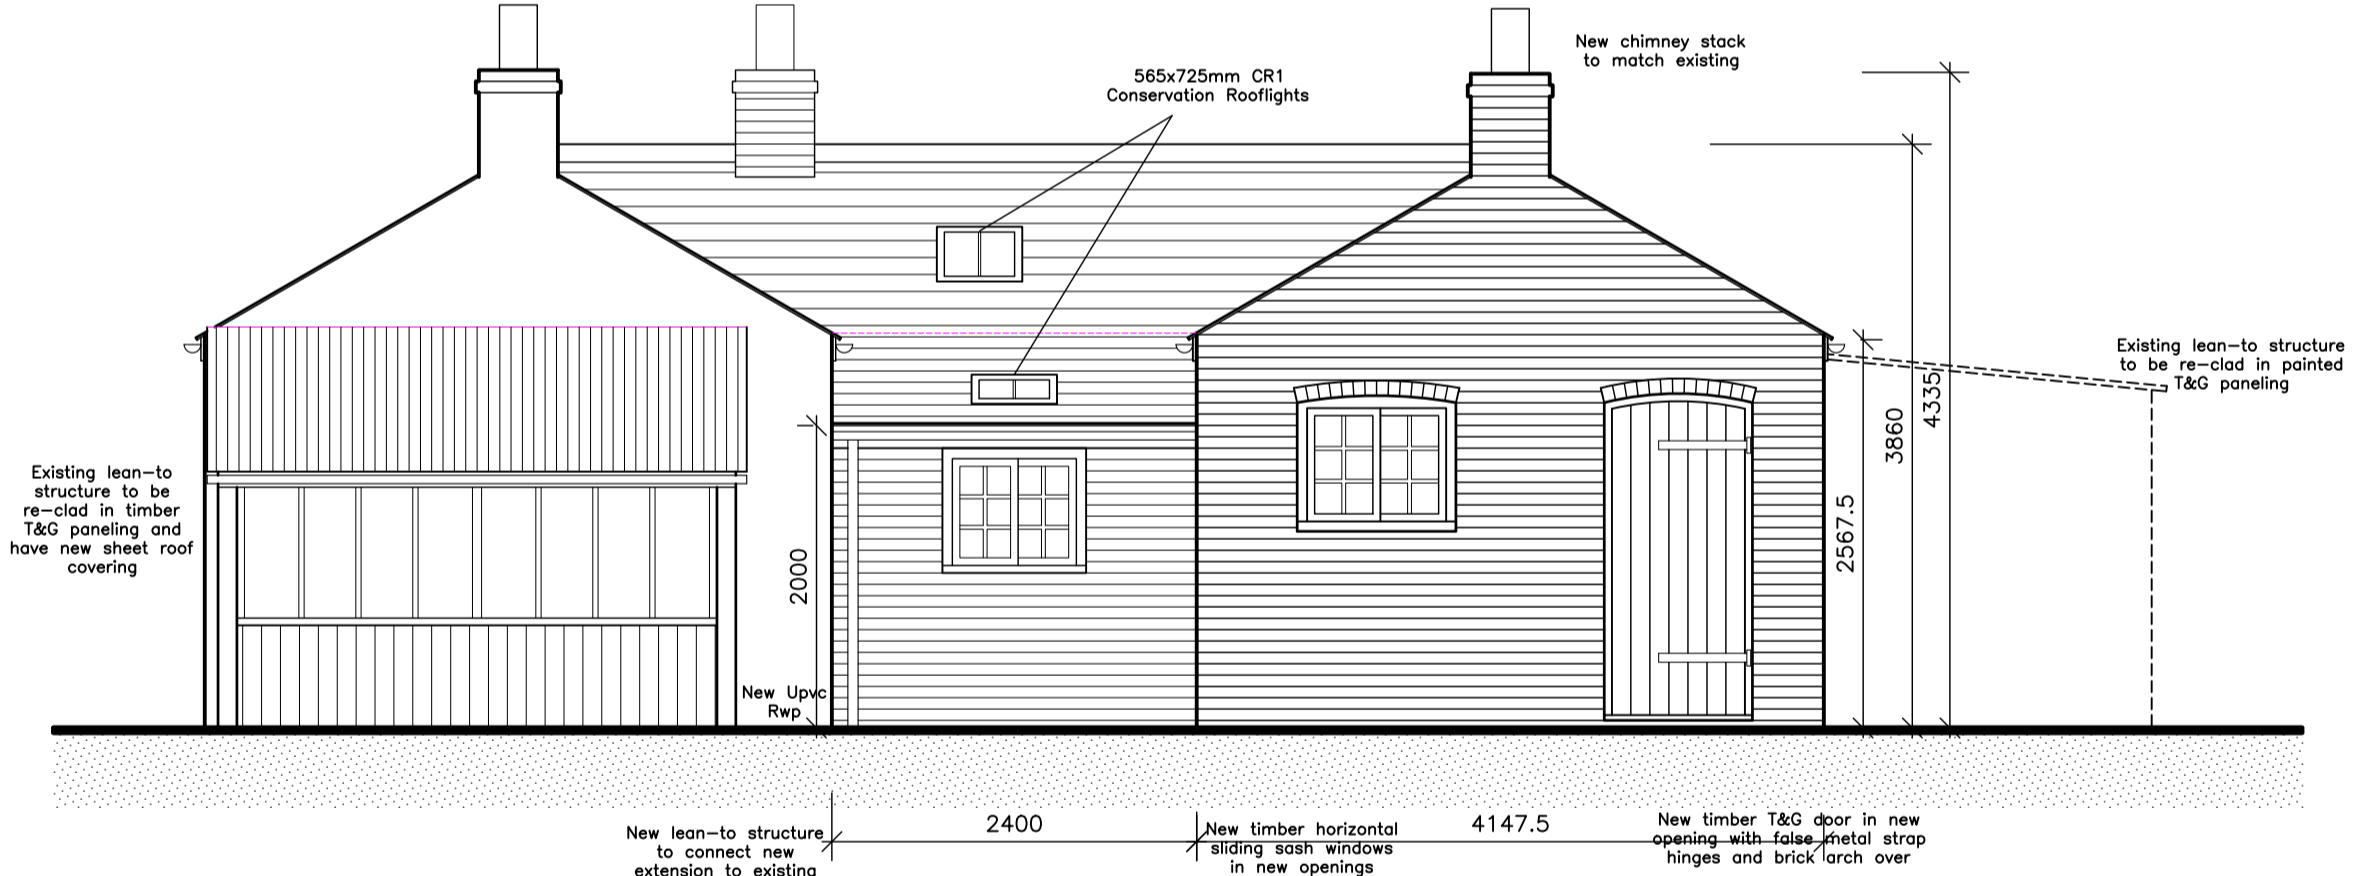 New chimney stack
to match existing
565x725mm CR1
Conservation Rooflights
Existing lean-to structure
to be re-clad in painted
T&G paneling
4335
3860
2567.5
2000
Existing lean-to
structure to be
re-clad in timber
T&G paneling and
have new sheet roof
covering
New Upvc
Rwp
New lean-to structure
to connect new
extension to existing
2400
New timber horizontal
sliding sash windows
in new openings
4147.5
New timber T&G door in new
opening with false metal strap
hinges and brick arch over